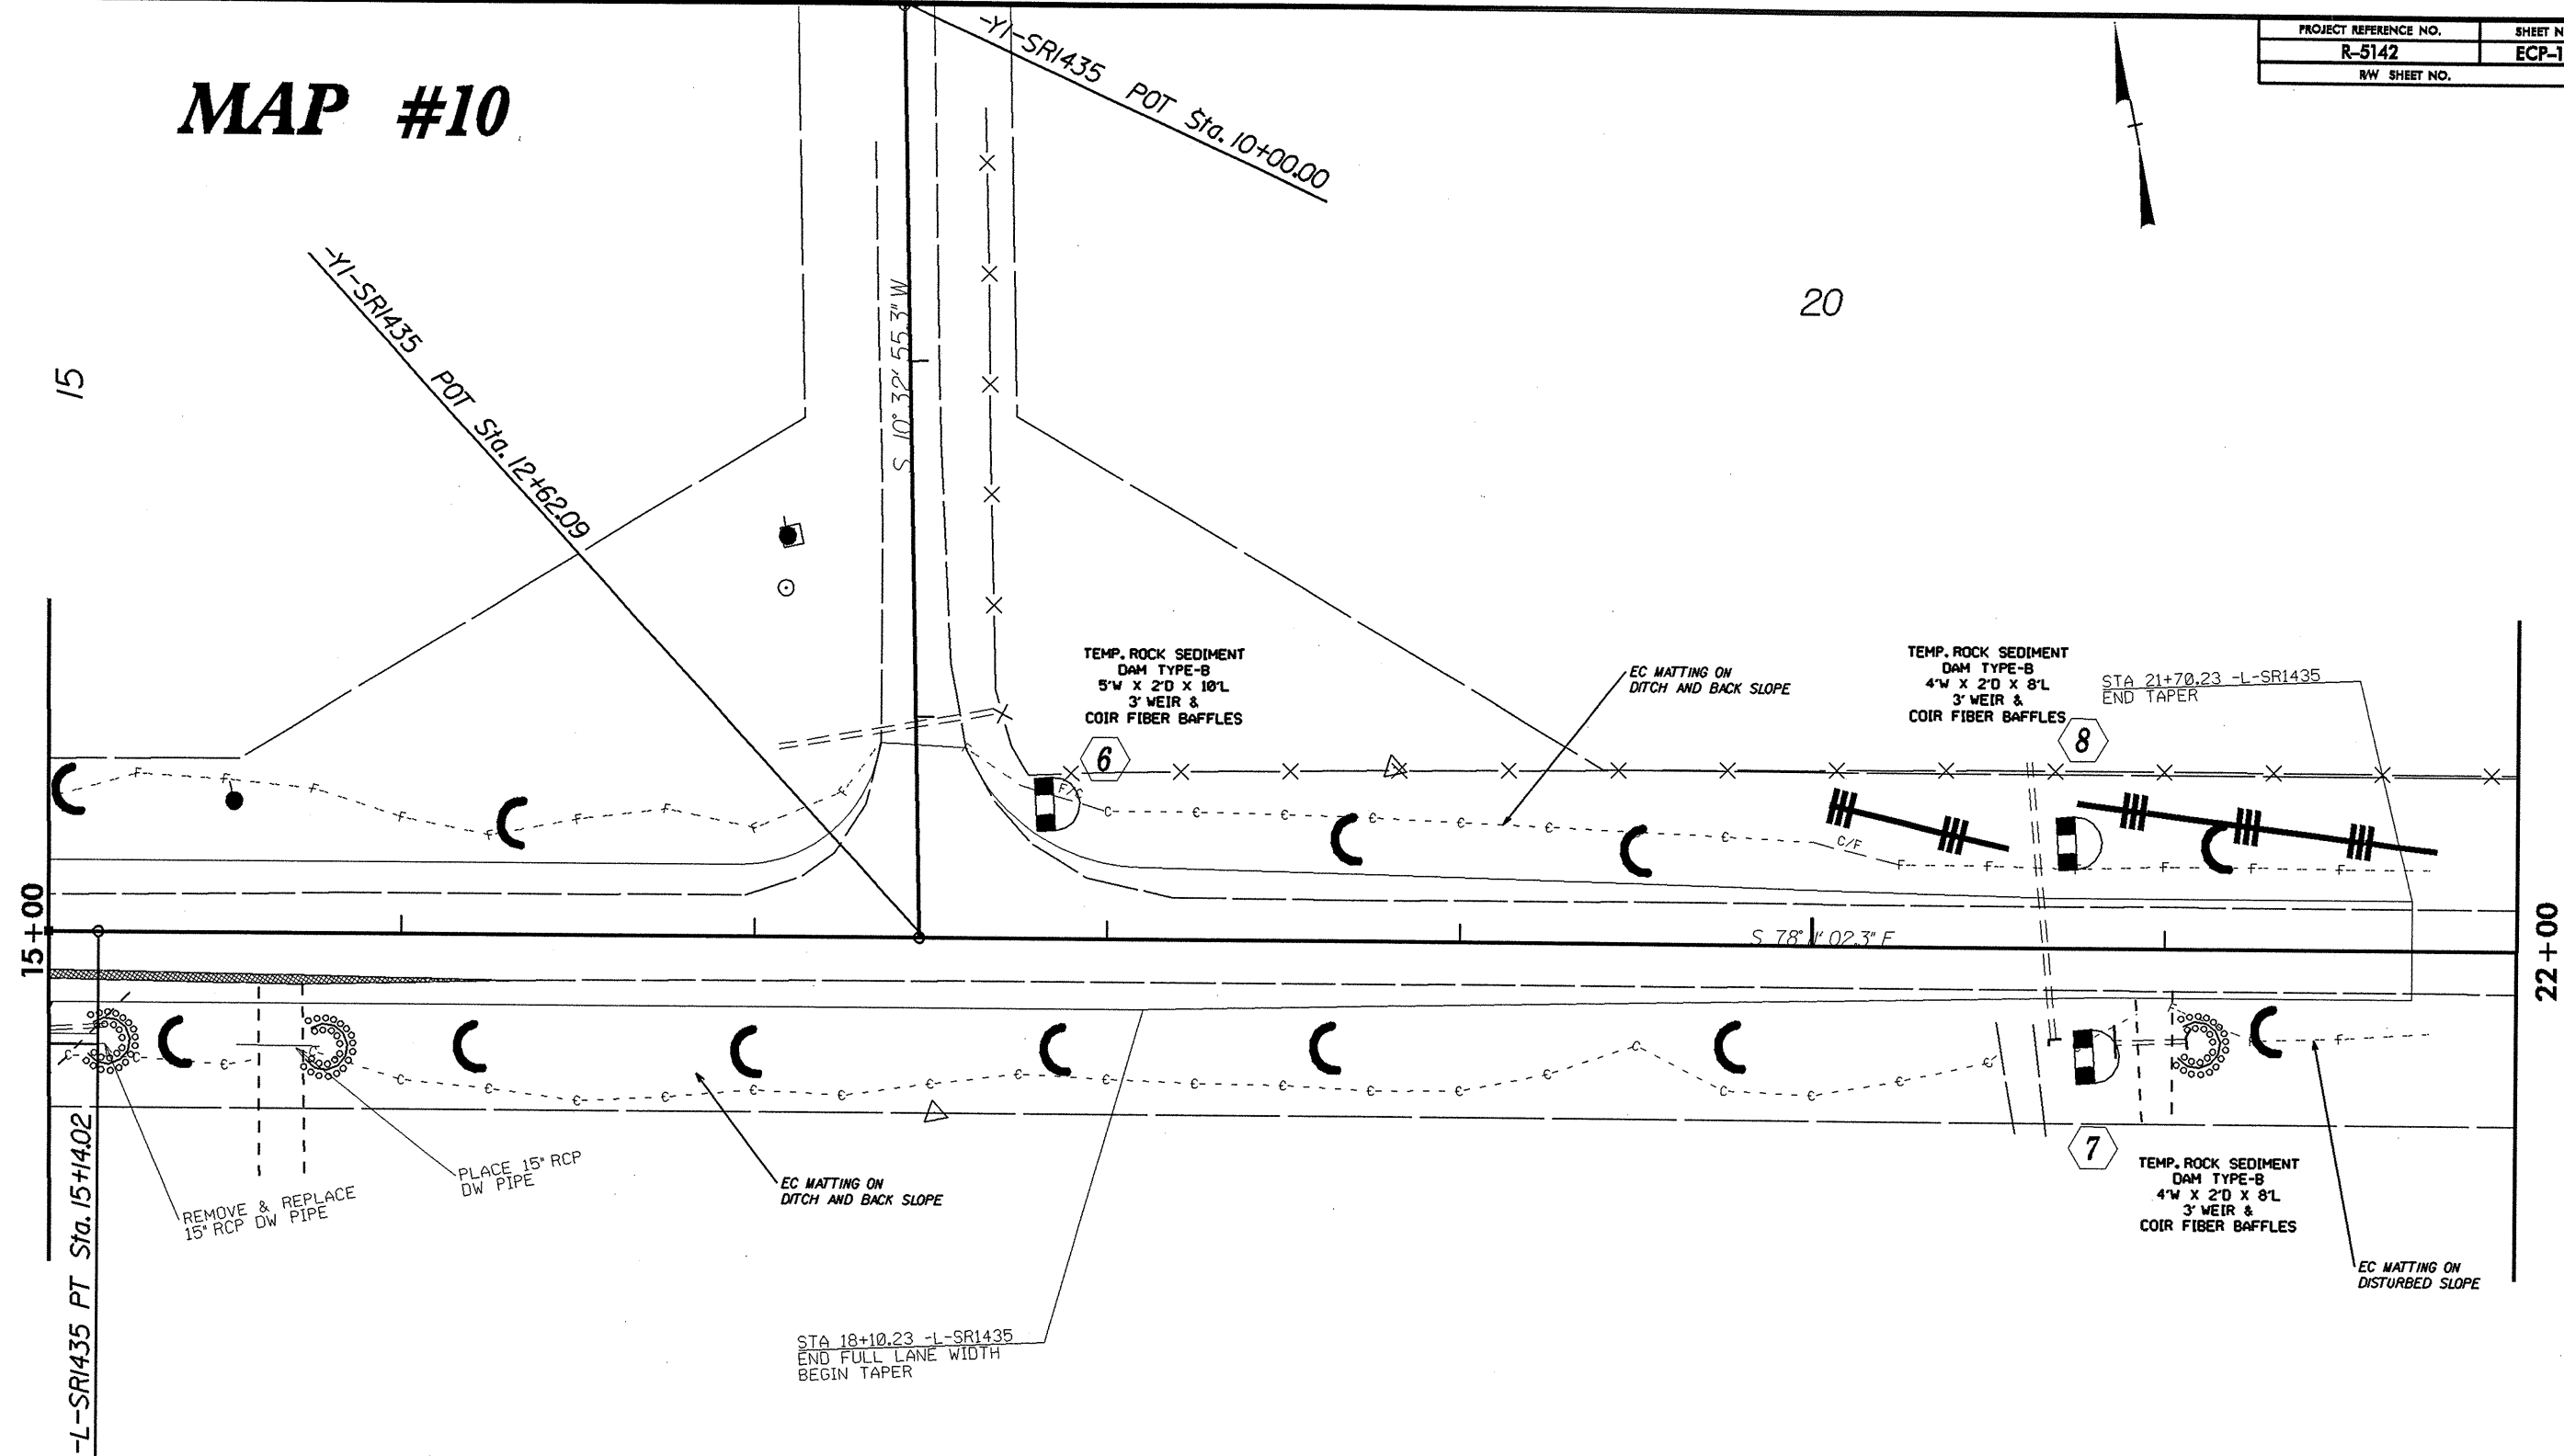 PROJECT REFERENCE NO.
SHEET N
R-5142
ECP-1
RW SHEET NO.
MAP #10
-Y1-SR1435 POT Sta. 10+00.00
-Y1-SR1435 POT Sta. 12+62.09
S 10° 32' 55.3" W
15
20
TEMP. ROCK SEDIMENT
DAM TYPE-B
5'W X 2'D X 10'L
3' WEIR &
COIR FIBER BAFFLES
6
EC MATTING ON
DITCH AND BACK SLOPE
TEMP. ROCK SEDIMENT
DAM TYPE-B
4'W X 2'D X 8'L
3' WEIR &
COIR FIBER BAFFLES
8
STA 21+70.23 -L-SR1435
END TAPER
F/C
C/F
15+00
22+00
S 78° 1' 02.3" E
-L-SR1435 PT Sta. 15+14.02
REMOVE & REPLACE
15" RCP DW PIPE
PLACE 15" RCP
DW PIPE
EC MATTING ON
DITCH AND BACK SLOPE
7
TEMP. ROCK SEDIMENT
DAM TYPE-B
4'W X 2'D X 8'L
3' WEIR &
COIR FIBER BAFFLES
EC MATTING ON
DISTURBED SLOPE
STA 18+10.23 -L-SR1435
END FULL LANE WIDTH
BEGIN TAPER